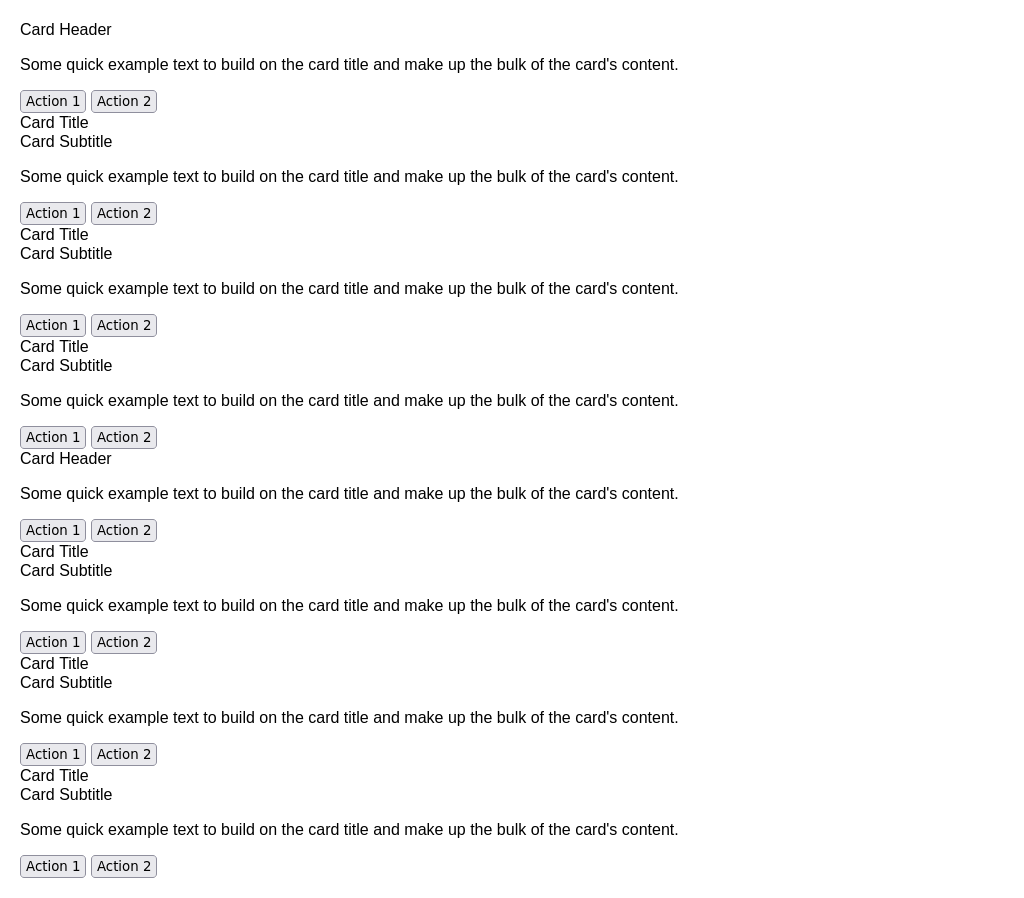 Card Header
Some quick example text to build on the card title and make up the bulk of the card's content.
Action 1 Action 2
Card Title
Card Subtitle
Some quick example text to build on the card title and make up the bulk of the card's content.
Action 1 Action 2
Card Title
Card Subtitle
Some quick example text to build on the card title and make up the bulk of the card's content.
Action 1 Action 2
Card Title
Card Subtitle
Some quick example text to build on the card title and make up the bulk of the card's content.
Action 1 Action 2
Card Header
Some quick example text to build on the card title and make up the bulk of the card's content.
Action 1 Action 2
Card Title
Card Subtitle
Some quick example text to build on the card title and make up the bulk of the card's content.
Action 1 Action 2
Card Title
Card Subtitle
Some quick example text to build on the card title and make up the bulk of the card's content.
Action 1 Action 2
Card Title
Card Subtitle
Some quick example text to build on the card title and make up the bulk of the card's content.
Action 1 Action 2